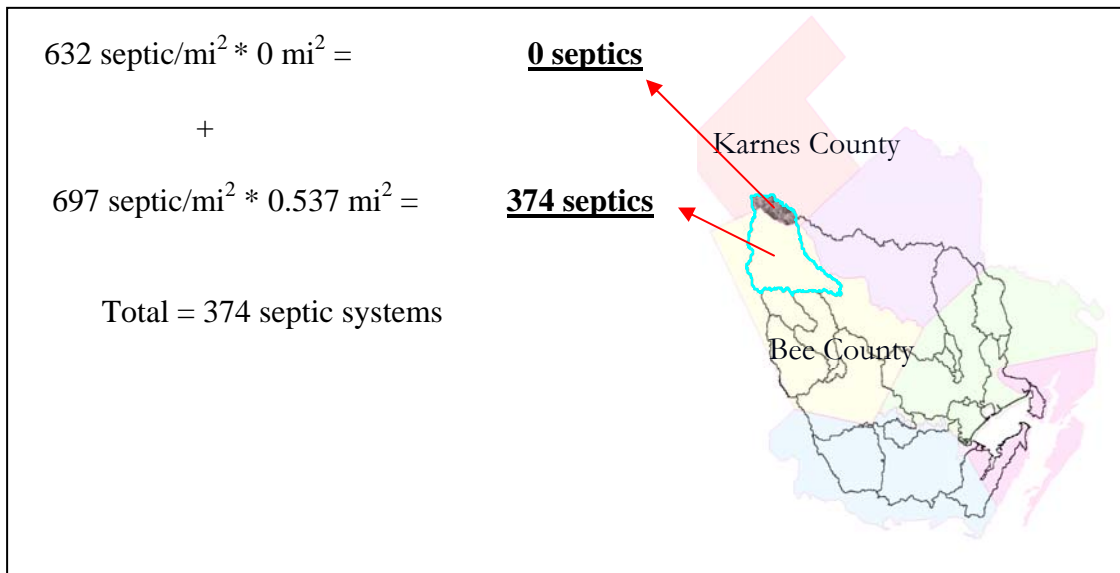 632 septic/mi² * 0 mi² = 0 septics
+
697 septic/mi² * 0.537 mi² = 374 septics
Total = 374 septic systems
Karnes County
Bee County